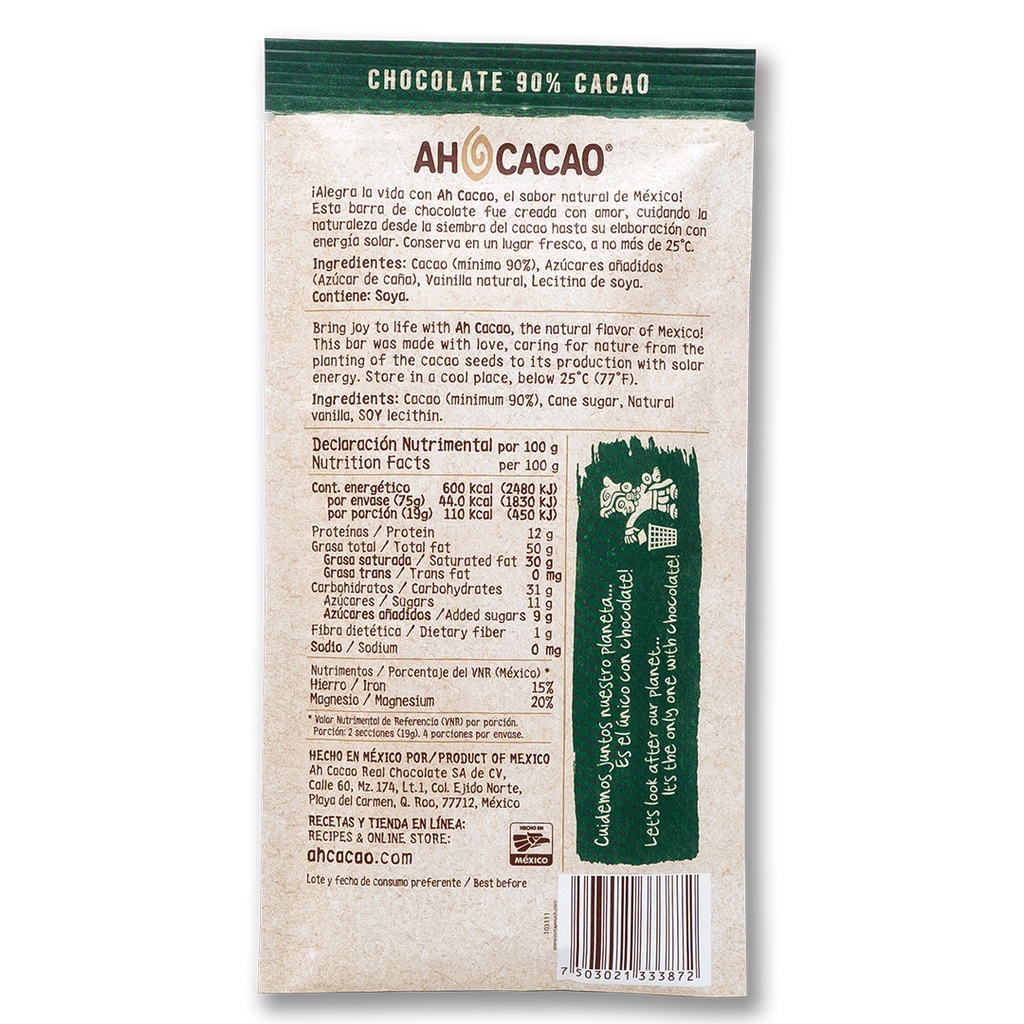 CHOCOLATE 90% CACAO
AH CACAO®
¡Alegra la vida con Ah Cacao, el sabor natural de México!
Esta barra de chocolate fue creada con amor, cuidando la
naturaleza desde la siembra del cacao hasta su elaboración con
energía solar. Conserva en un lugar fresco, a no más de 25°C.
Ingredientes: Cacao (mínimo 90%), Azúcares añadidos
(Azúcar de caña), Vainilla natural, Lecitina de soya.
Contiene: Soya.
Bring joy to life with Ah Cacao, the natural flavor of Mexico!
This bar was made with love, caring for nature from the
planting of the cacao seeds to its production with solar
energy. Store in a cool place, below 25°C (77°F).
Ingredients: Cacao (minimum 90%), Cane sugar, Natural
vanilla, SOY lecithin.
Declaración Nutrimental por 100 g
Nutrition Facts per 100 g
Cont. energético 600 kcal (2480 kJ)
por envase (75g) 440 kcal (1830 kJ)
por porción (19g) 110 kcal (450 kJ)
Proteínas / Protein 12 g
Grasa total / Total fat 50 g
Grasa saturada / Saturated fat 30 g
Grasa trans / Trans fat 0 mg
Carbohidratos / Carbohydrates 31 g
Azúcares / Sugars 11 g
Azúcares añadidos /Added sugars 9 g
Fibra dietética / Dietary fiber 1 g
Sodio / Sodium 0 mg
Nutrimentos / Porcentaje del VNR (México) *
Hierro / Iron 15%
Magnesio / Magnesium 20%
* Valor Nutrimental de Referencia (VNR) por porción.
Porción: 2 secciones (19g). 4 porciones por envase.
HECHO EN MÉXICO POR/PRODUCT OF MEXICO
Ah Cacao Real Chocolate SA de CV,
Calle 60, Mz. 174, Lt.1, Col. Ejido Norte,
Playa del Carmen, Q. Roo, 77712, México
RECETAS Y TIENDA EN LÍNEA:
RECIPES & ONLINE STORE:
ahcacao.com
HECHO EN
MÉXICO
Lote y fecha de consumo preferente / Best before
Cuidemos juntos nuestro planeta...
Es el único con chocolate!
Let's look after our planet...
It's the only one with chocolate!
103111
7 503021 333872